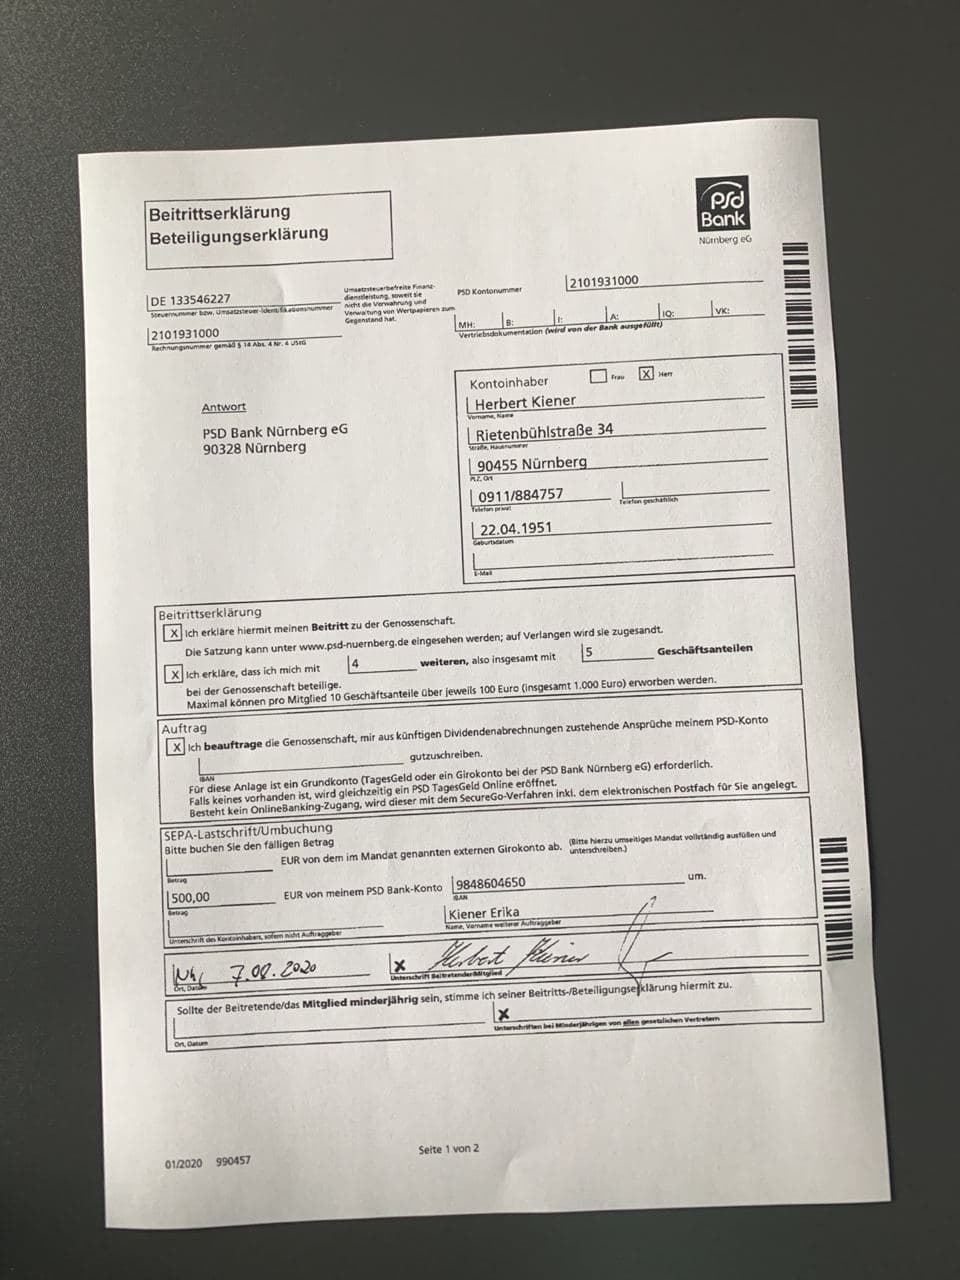 Beitrittserklärung
Beteiligungserklärung
psd
Bank
Nürnberg eG
DE 133546227
Steuernummer bzw. Umsatzsteuer-Identifikationsnummer
2101931000
Rechnungsnummer gemäß § 14 Abs. 4 Nr. 4 UStG
Umsatzsteuerbefreite Finanz-
dienstleistung, soweit sie
nicht die Verwahrung und
Verwaltung von Wertpapieren zum
Gegenstand hat.
PSD Kontonummer 2101931000
MH: B: I: A: IQ: VK:
Vertriebsdokumentation (wird von der Bank ausgefüllt)
Antwort
PSD Bank Nürnberg eG
90328 Nürnberg
Kontoinhaber Frau X Herr
Herbert Kiener
Vorname, Name
Rietenbühlstraße 34
Straße, Hausnummer
90455 Nürnberg
PLZ, Ort
0911/884757
Telefon privat Telefon geschäftlich
22.04.1951
Geburtsdatum
E-Mail
Beitrittserklärung
X Ich erkläre hiermit meinen Beitritt zu der Genossenschaft.
Die Satzung kann unter www.psd-nuernberg.de eingesehen werden; auf Verlangen wird sie zugesandt.
X Ich erkläre, dass ich mich mit 4 weiteren, also insgesamt mit 5 Geschäftsanteilen
bei der Genossenschaft beteilige.
Maximal können pro Mitglied 10 Geschäftsanteile über jeweils 100 Euro (insgesamt 1.000 Euro) erworben werden.
Auftrag
X Ich beauftrage die Genossenschaft, mir aus künftigen Dividendenabrechnungen zustehende Ansprüche meinem PSD-Konto
gutzuschreiben.
IBAN
Für diese Anlage ist ein Grundkonto (TagesGeld oder ein Girokonto bei der PSD Bank Nürnberg eG) erforderlich.
Falls keines vorhanden ist, wird gleichzeitig ein PSD TagesGeld Online eröffnet.
Besteht kein OnlineBanking-Zugang, wird dieser mit dem SecureGo-Verfahren inkl. dem elektronischen Postfach für Sie angelegt.
SEPA-Lastschrift/Umbuchung
Bitte buchen Sie den fälligen Betrag
EUR von dem im Mandat genannten externen Girokonto ab. (Bitte hierzu umseitiges Mandat vollständig ausfüllen und
unterschreiben.)
Betrag
500,00 EUR von meinem PSD Bank-Konto 9848604650 um.
Betrag IBAN
Kiener Erika
Unterschrift des Kontoinhabers, sofern nicht Auftraggeber Name, Vorname weiterer Auftraggeber
7.08.2020 X Herbert Kiener
Ort, Datum Unterschrift Beitretender/Mitglied
Sollte der Beitretende/das Mitglied minderjährig sein, stimme ich seiner Beitritts-/Beteiligungserklärung hiermit zu.
X
Ort, Datum Unterschriften bei Minderjährigen von allen gesetzlichen Vertretern
01/2020 990457 Seite 1 von 2